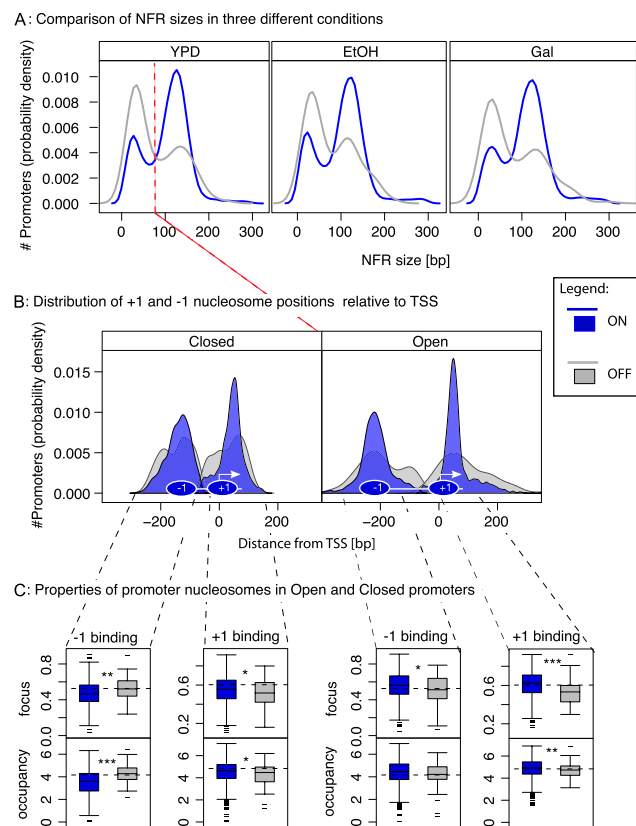 A: Comparison of NFR sizes in three different conditions
YPD EtOH Gal
# Promoters (probability density)
0.010
0.008
0.006
0.004
0.002
0.000
0 100 200 300 0 100 200 300 0 100 200 300
NFR size [bp]
Legend:
ON
OFF
B: Distribution of +1 and -1 nucleosome positions relative to TSS
Closed Open
#Promoters (probability density)
0.015
0.010
0.005
0.000
-1 +1 -1 +1
−200 0 200 −200 0 200
Distance from TSS [bp]
C: Properties of promoter nucleosomes in Open and Closed promoters
-1 binding +1 binding -1 binding +1 binding
focus 0.0 0.4 0.8 ** focus 0.2 0.6 * focus 0.0 0.4 0.8 * focus 0.2 0.6 ***
occupancy 0 2 4 6 *** occupancy 0 2 4 6 * occupancy 0 2 4 6 occupancy 0 2 4 6 **